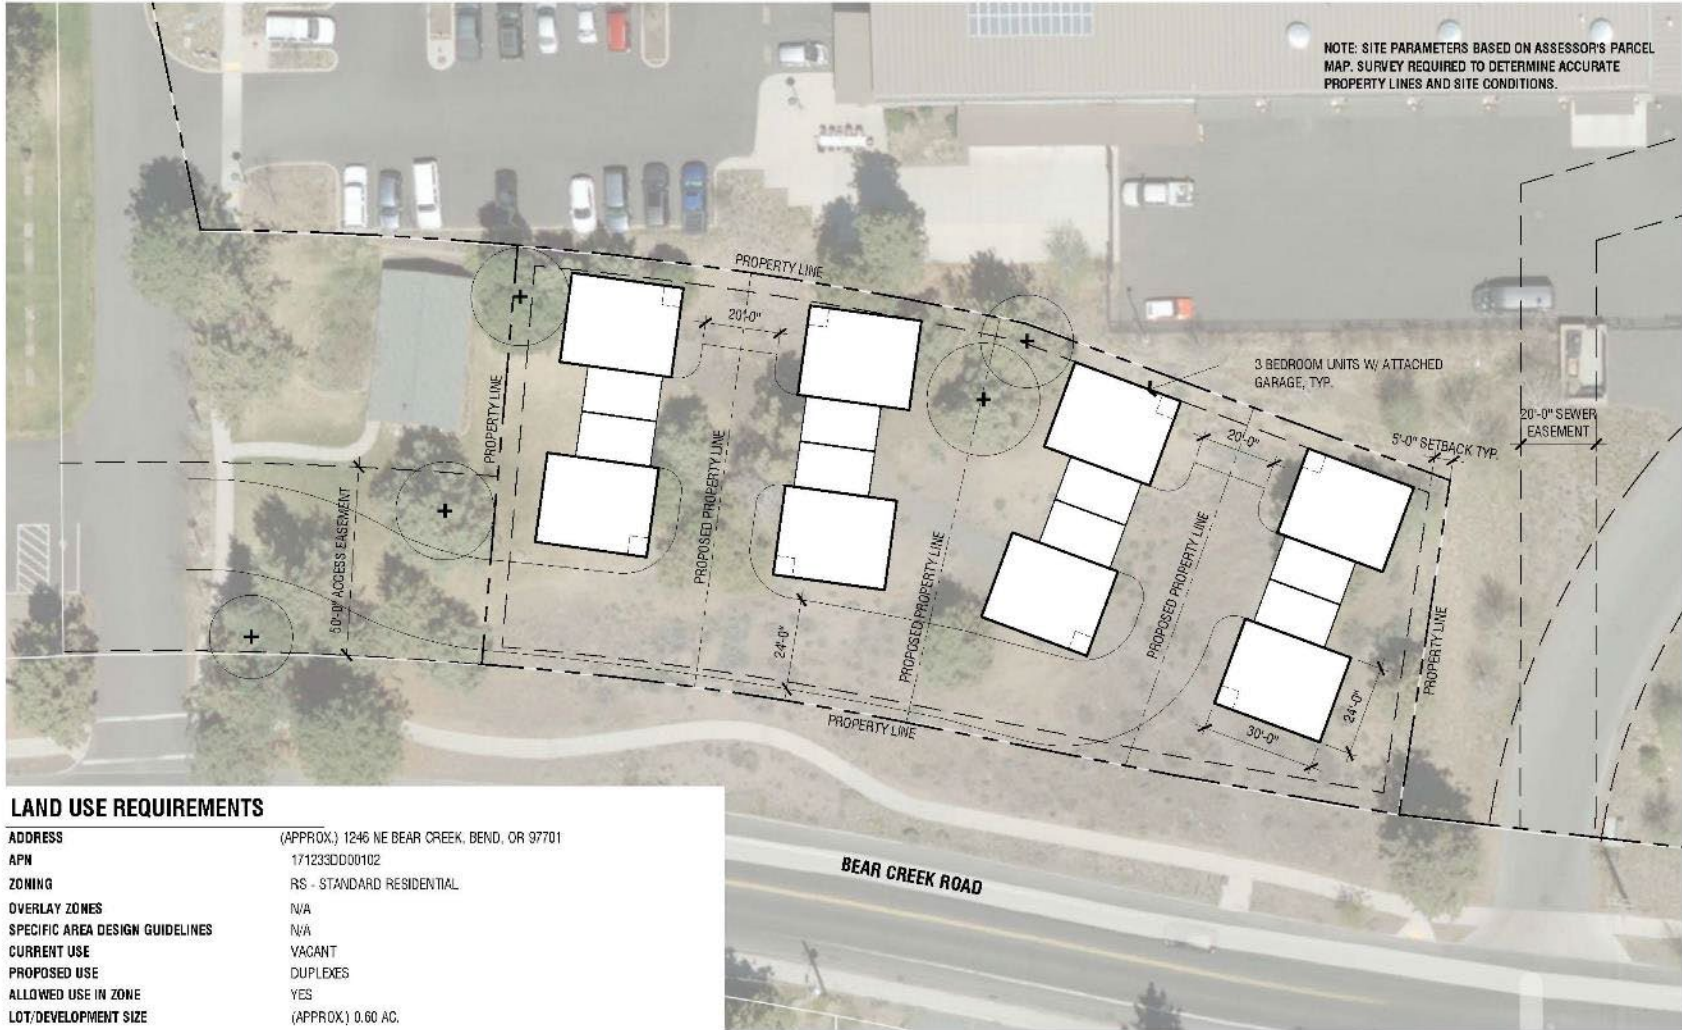 NOTE: SITE PARAMETERS BASED ON ASSESSOR'S PARCEL
MAP. SURVEY REQUIRED TO DETERMINE ACCURATE
PROPERTY LINES AND SITE CONDITIONS.
PROPERTY LINE
20'-0"
3 BEDROOM UNITS W/ ATTACHED
GARAGE, TYP.
20'-0" SEWER
EASEMENT
5'-0" SETBACK TYP.
20'-0"
PROPERTY LINE
PROPOSED PROPERTY LINE
50'-0" ACCESS EASEMENT
PROPOSED PROPERTY LINE
PROPOSED PROPERTY LINE
PROPERTY LINE
24'-0"
24'-0"
30'-0"
PROPERTY LINE
BEAR CREEK ROAD
LAND USE REQUIREMENTS
ADDRESS (APPROX.) 1246 NE BEAR CREEK, BEND, OR 97701
APN 171233DD00102
ZONING RS - STANDARD RESIDENTIAL
OVERLAY ZONES N/A
SPECIFIC AREA DESIGN GUIDELINES N/A
CURRENT USE VACANT
PROPOSED USE DUPLEXES
ALLOWED USE IN ZONE YES
LOT/DEVELOPMENT SIZE (APPROX.) 0.60 AC.